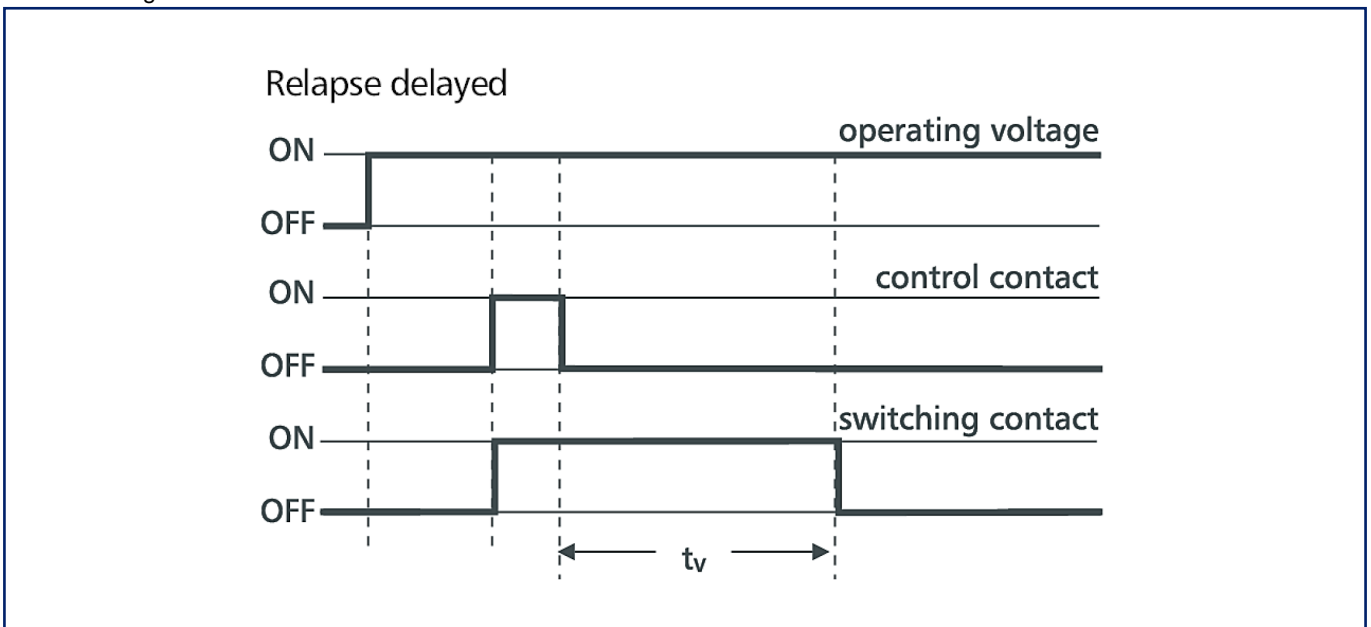 Relapse delayed
operating voltage
ON
OFF
control contact
ON
OFF
switching contact
ON
OFF
tv